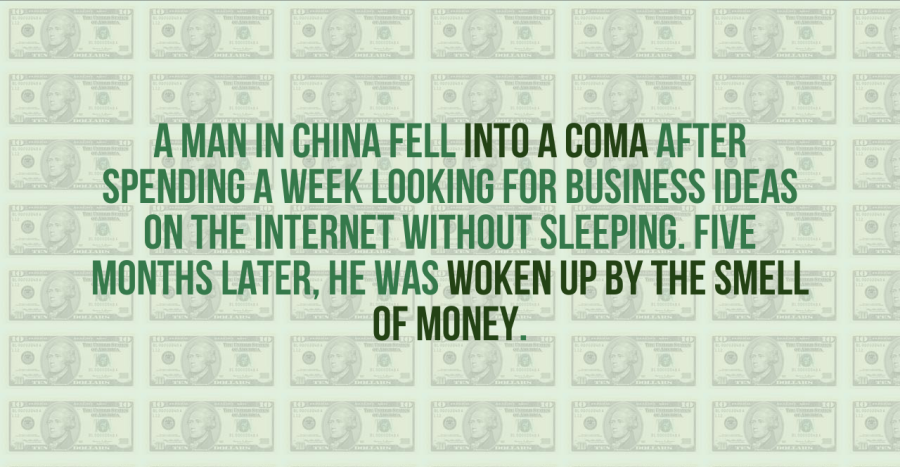 A MAN IN CHINA FELL INTO A COMA AFTER
SPENDING A WEEK LOOKING FOR BUSINESS IDEAS
ON THE INTERNET WITHOUT SLEEPING. FIVE
MONTHS LATER, HE WAS WOKEN UP BY THE SMELL
OF MONEY.